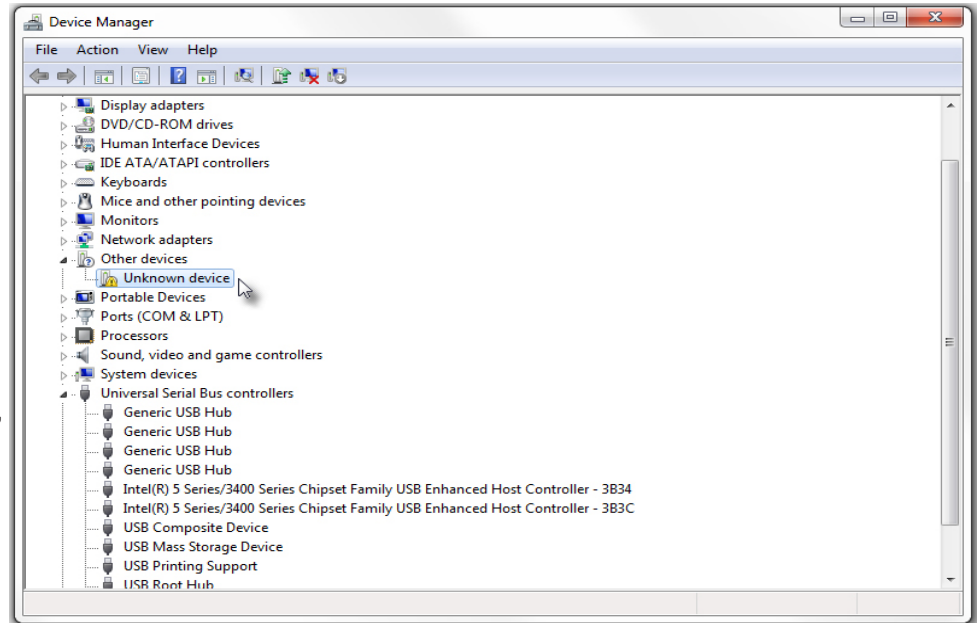 Device Manager
File Action View Help
Display adapters
DVD/CD-ROM drives
Human Interface Devices
IDE ATA/ATAPI controllers
Keyboards
Mice and other pointing devices
Monitors
Network adapters
Other devices
Unknown device
Portable Devices
Ports (COM & LPT)
Processors
Sound, video and game controllers
System devices
Universal Serial Bus controllers
Generic USB Hub
Generic USB Hub
Generic USB Hub
Generic USB Hub
Intel(R) 5 Series/3400 Series Chipset Family USB Enhanced Host Controller - 3B34
Intel(R) 5 Series/3400 Series Chipset Family USB Enhanced Host Controller - 3B3C
USB Composite Device
USB Mass Storage Device
USB Printing Support
USB Root Hub